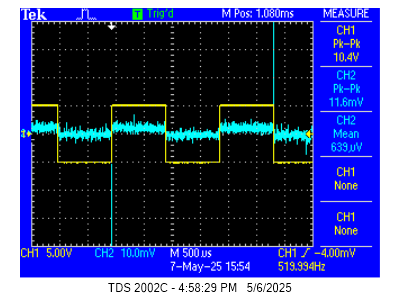 Tek T Trig'd M Pos: 1.080ms MEASURE
CH1
Pk-Pk
10.4V
CH2
Pk-Pk
11.6mV
CH2
Mean
639uV
CH1
None
CH1
None
CH1 5.00V CH2 10.0mV M 500us CH1 -4.00mV
7-May-25 15:54 519.994Hz
TDS 2002C - 4:58:29 PM 5/6/2025